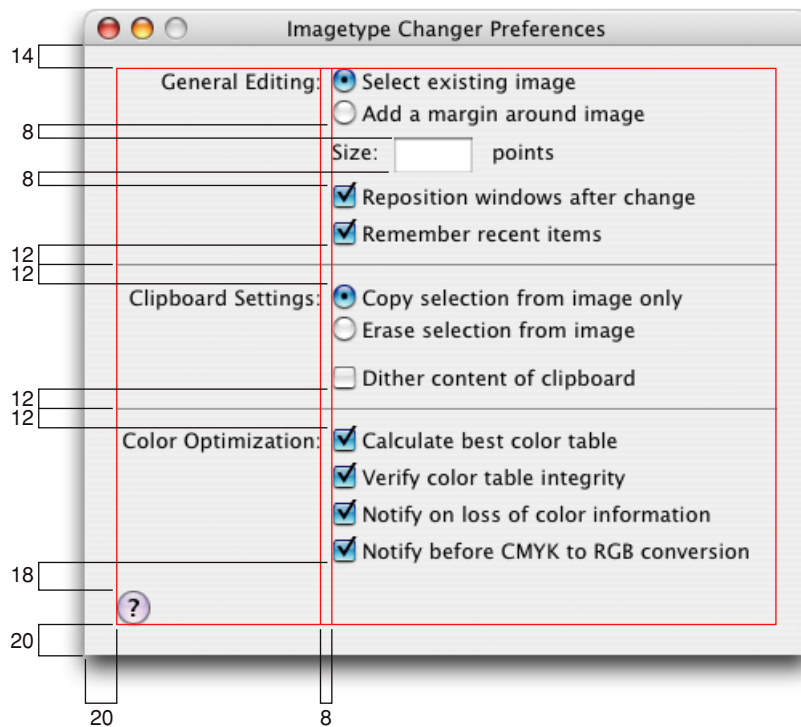 Imagetype Changer Preferences
14
General Editing: Select existing image
Add a margin around image
8
Size: points
8
Reposition windows after change
Remember recent items
12
12
Clipboard Settings: Copy selection from image only
Erase selection from image
Dither content of clipboard
12
12
Color Optimization: Calculate best color table
Verify color table integrity
Notify on loss of color information
Notify before CMYK to RGB conversion
18
?
20
20 8